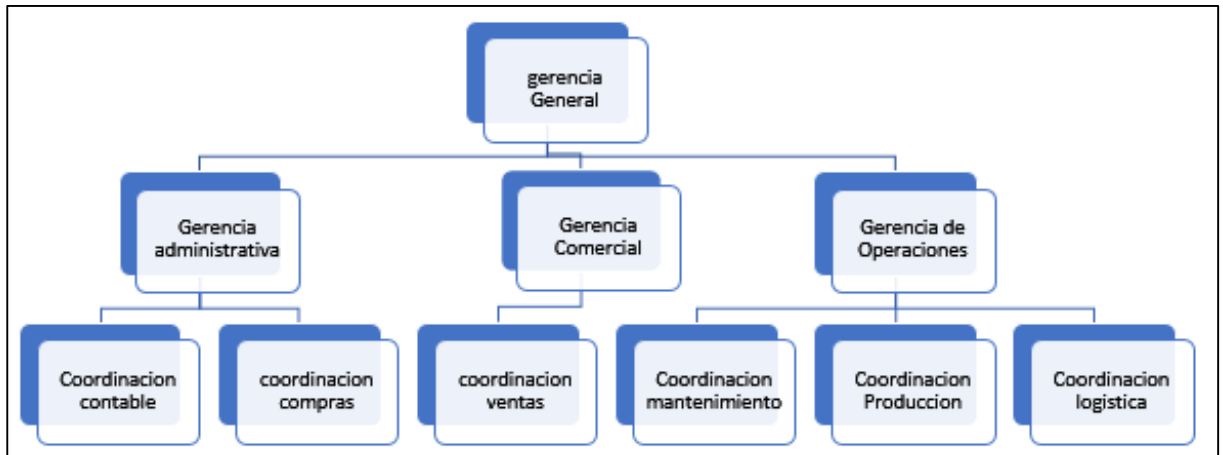 gerencia
General
Gerencia
administrativa
Gerencia
Comercial
Gerencia de
Operaciones
Coordinacion
contable
coordinacion
compras
coordinacion
ventas
Coordinacion
mantenimiento
Coordinacion
Produccion
Coordinacion
logistica